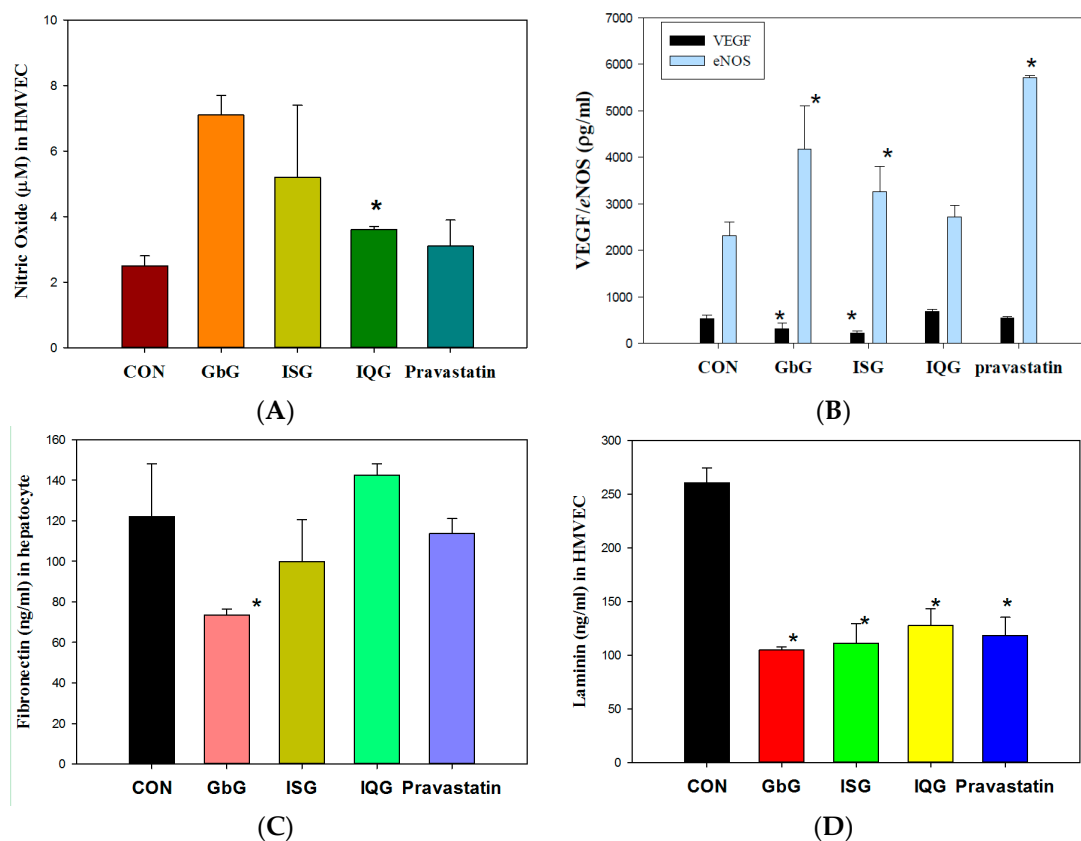 Nitric Oxide (μM) in HMVEC
10
8
6
4
2
0
*
CON GbG ISG IQG Pravastatin
(A)
VEGF/eNOS (ρg/ml)
7000
6000
5000
4000
3000
2000
1000
0
VEGF
eNOS
* * *
* *
CON GbG ISG IQG pravastatin
(B)
Fibronectin (ng/ml) in hepatocyte
160
140
120
100
80
60
40
20
0
*
CON GbG ISG IQG Pravastatin
(C)
Laminin (ng/ml) in HMVEC
300
250
200
150
100
50
0
* * * *
CON GbG ISG IQG Pravastatin
(D)